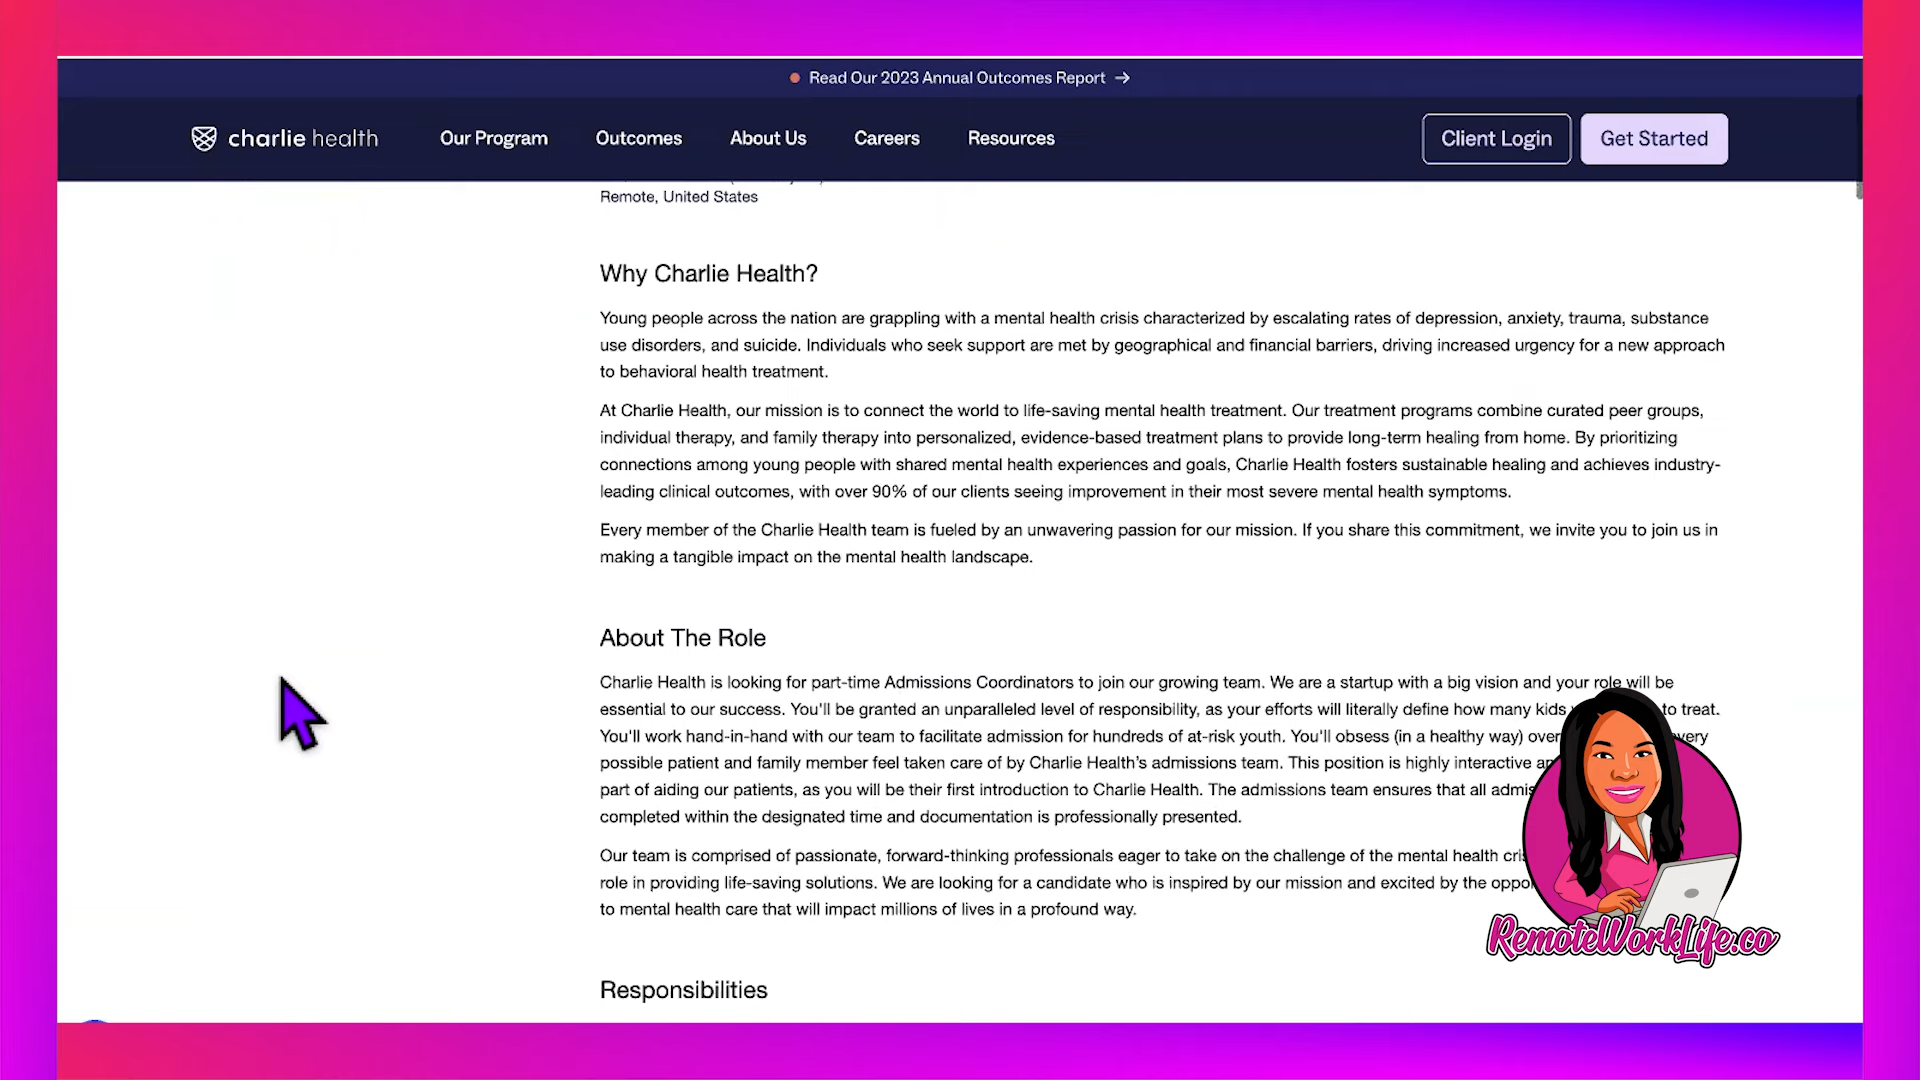 Read Our 2023 Annual Outcomes Report →
charlie health
Our Program
Outcomes
About Us
Careers
Resources
Client Login
Get Started
Remote, United States
Why Charlie Health?
Young people across the nation are grappling with a mental health crisis characterized by escalating rates of depression, anxiety, trauma, substance
use disorders, and suicide. Individuals who seek support are met by geographical and financial barriers, driving increased urgency for a new approach
to behavioral health treatment.
At Charlie Health, our mission is to connect the world to life-saving mental health treatment. Our treatment programs combine curated peer groups,
individual therapy, and family therapy into personalized, evidence-based treatment plans to provide long-term healing from home. By prioritizing
connections among young people with shared mental health experiences and goals, Charlie Health fosters sustainable healing and achieves industry-
leading clinical outcomes, with over 90% of our clients seeing improvement in their most severe mental health symptoms.
Every member of the Charlie Health team is fueled by an unwavering passion for our mission. If you share this commitment, we invite you to join us in
making a tangible impact on the mental health landscape.
About The Role
Charlie Health is looking for part-time Admissions Coordinators to join our growing team. We are a startup with a big vision and your role will be
essential to our success. You'll be granted an unparalleled level of responsibility, as your efforts will literally define how many kids to treat.
You'll work hand-in-hand with our team to facilitate admission for hundreds of at-risk youth. You'll obsess (in a healthy way) over every
possible patient and family member feel taken care of by Charlie Health's admissions team. This position is highly interactive
part of aiding our patients, as you will be their first introduction to Charlie Health. The admissions team ensures that all
completed within the designated time and documentation is professionally presented.
Our team is comprised of passionate, forward-thinking professionals eager to take on the challenge of the mental health
role in providing life-saving solutions. We are looking for a candidate who is inspired by our mission and excited by the
to mental health care that will impact millions of lives in a profound way.
RemoteWorkLife.co
Responsibilities